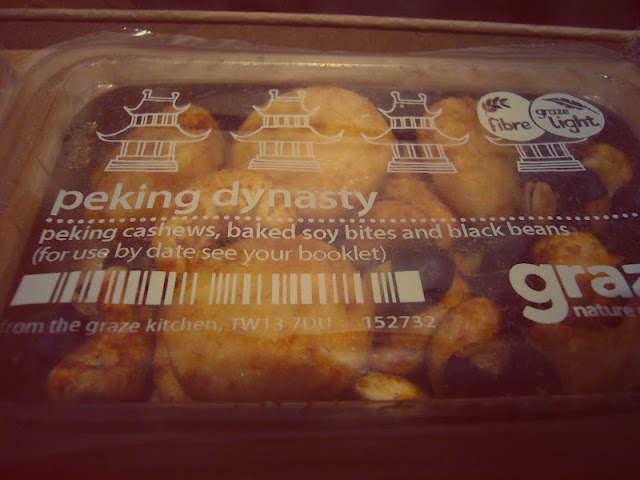 fibre
graze
light.
peking dynasty
peking cashews, baked soy bites and black beans
(for use by date see your booklet)
graz
nature
from the graze kitchen, TW13 7DU 152732